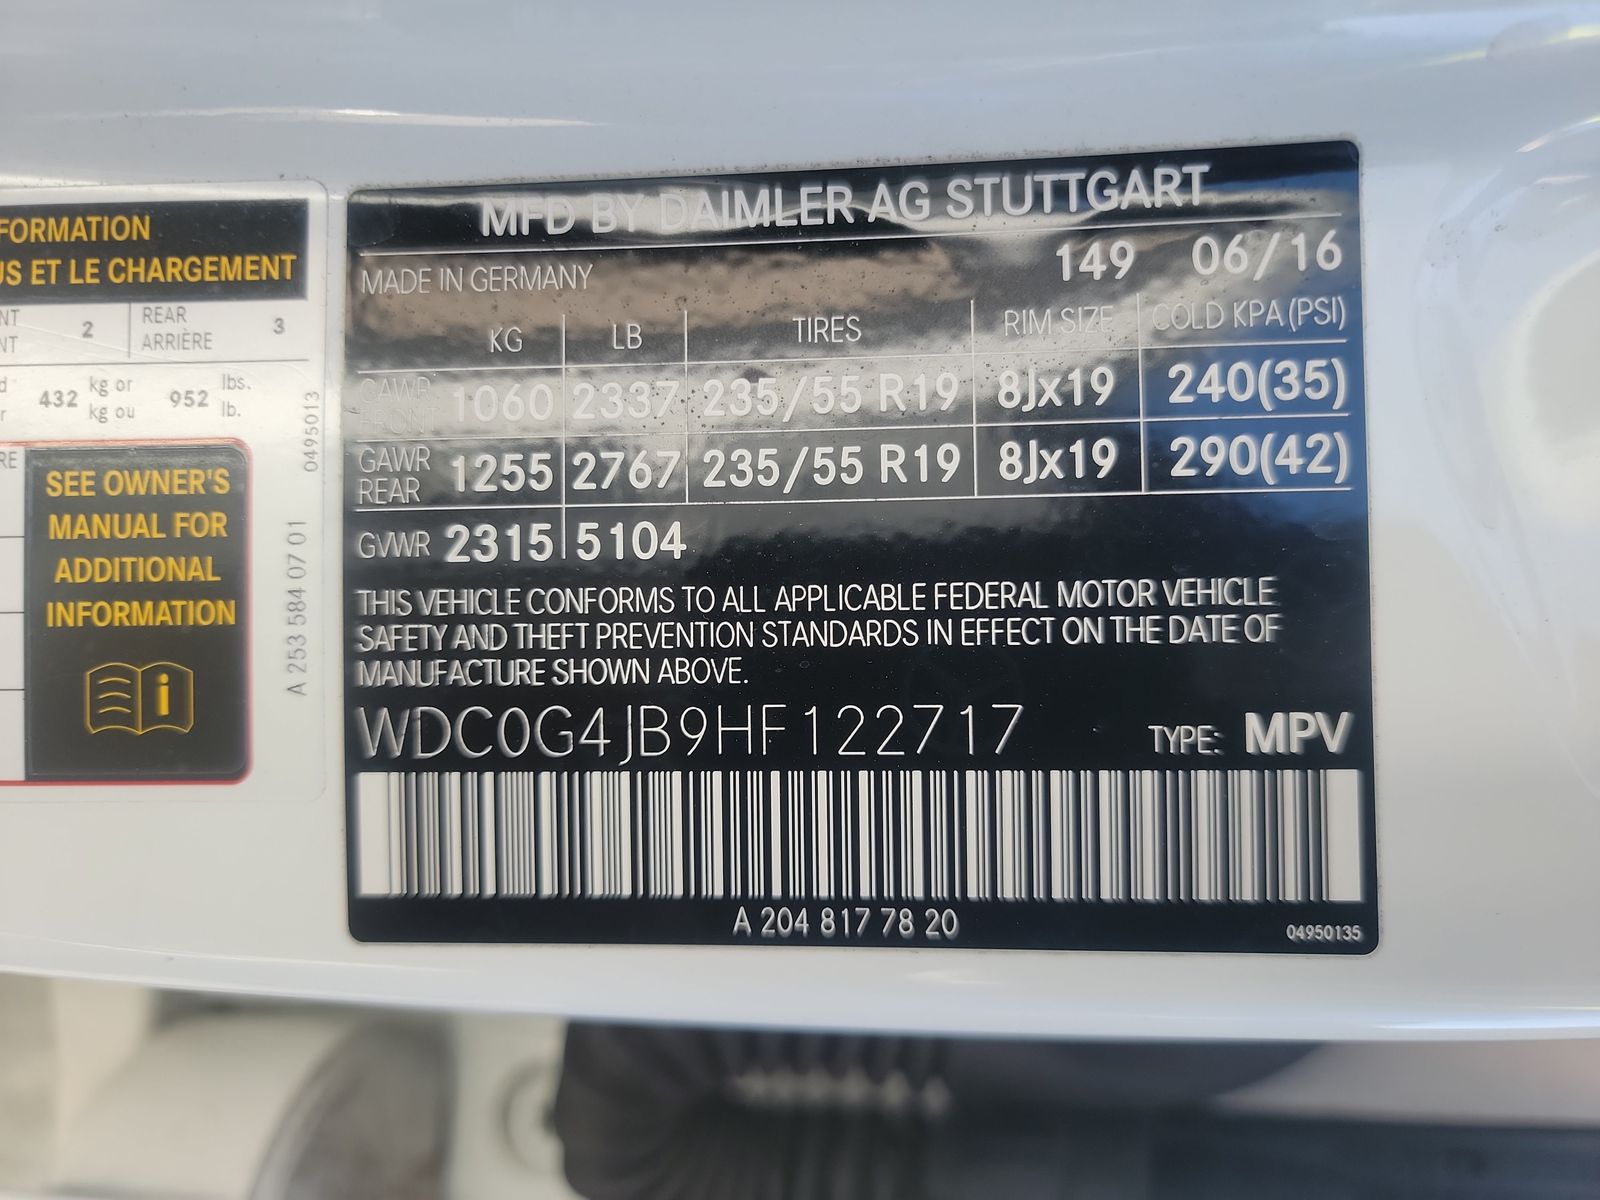 FORMATION
US ET LE CHARGEMENT
NT
NT
2
REAR
ARRIÈRE
3
432 kg or
kg ou
952 lbs.
lb.
0495013
SEE OWNER'S
MANUAL FOR
ADDITIONAL
INFORMATION
A 253 584 07 01
MFD BY DAIMLER AG STUTTGART
MADE IN GERMANY 149 06/16
KG LB TIRES RIM SIZE COLD KPA (PSI)
GAWR FRONT 1060 2337 235/55 R19 8Jx19 240(35)
GAWR REAR 1255 2767 235/55 R19 8Jx19 290(42)
GVWR 2315 5104
THIS VEHICLE CONFORMS TO ALL APPLICABLE FEDERAL MOTOR VEHICLE
SAFETY AND THEFT PREVENTION STANDARDS IN EFFECT ON THE DATE OF
MANUFACTURE SHOWN ABOVE.
WDC0G4JB9HF122717 TYPE: MPV
A 204 817 78 20
04950135